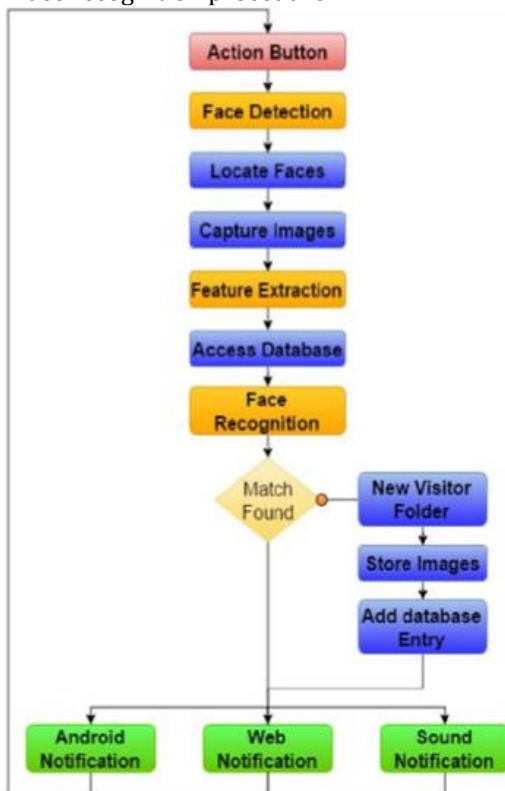 Action Button
Face Detection
Locate Faces
Capture Images
Feature Extraction
Access Database
Face
Recognition
Match
Found
New Visitor
Folder
Store Images
Add database
Entry
Android
Notification
Web
Notification
Sound
Notification